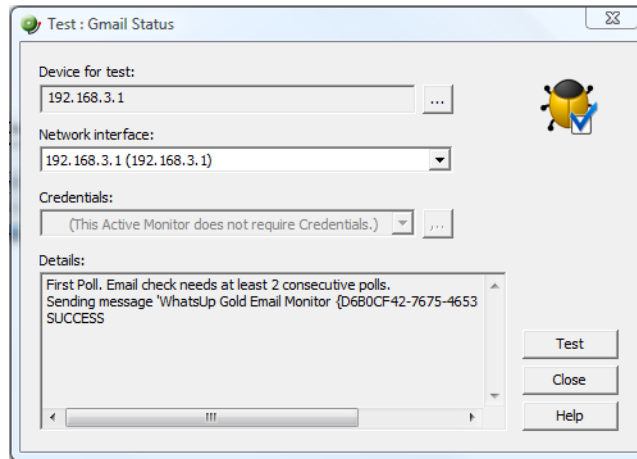 Test : Gmail Status
Device for test:
192.168.3.1
...
Network interface:
192.168.3.1 (192.168.3.1)
Credentials:
(This Active Monitor does not require Credentials.)
...
Details:
First Poll. Email check needs at least 2 consecutive polls.
Sending message 'WhatsUp Gold Email Monitor {D6B0CF42-7675-4653
SUCCESS
Test
Close
Help